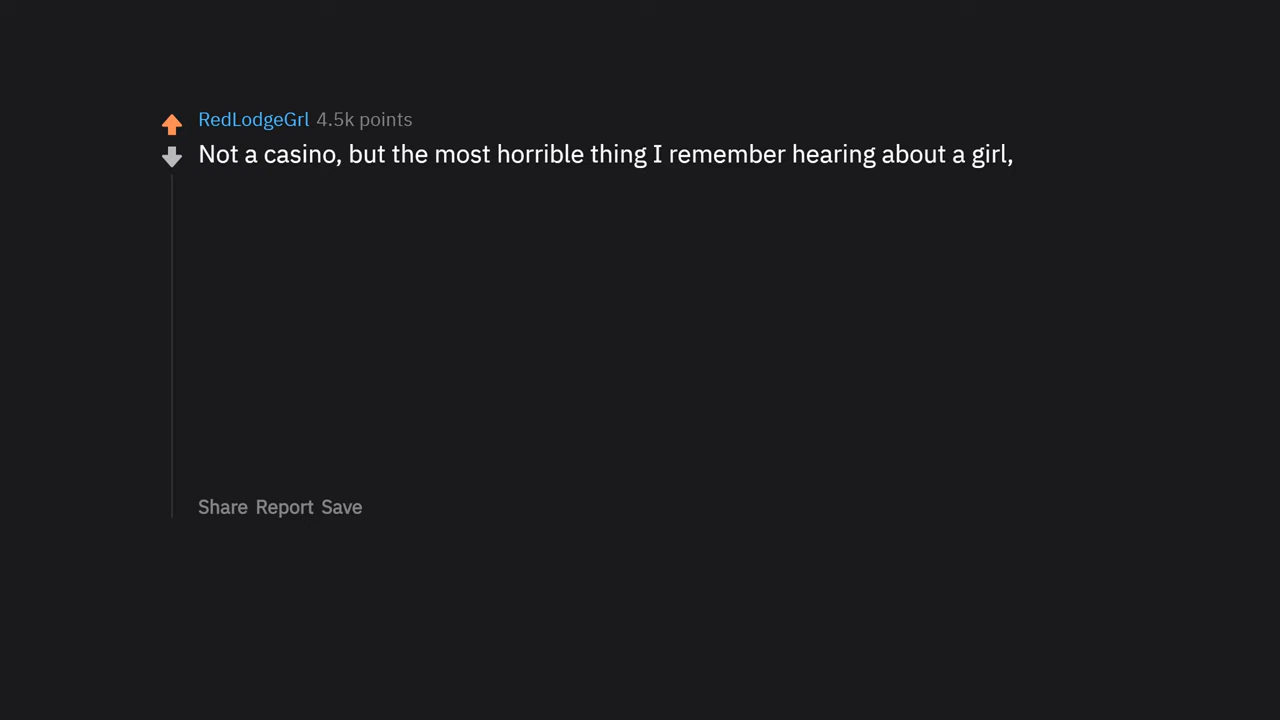 RedLodgeGrl 4.5k points
Not a casino, but the most horrible thing I remember hearing about a girl,
Share Report Save